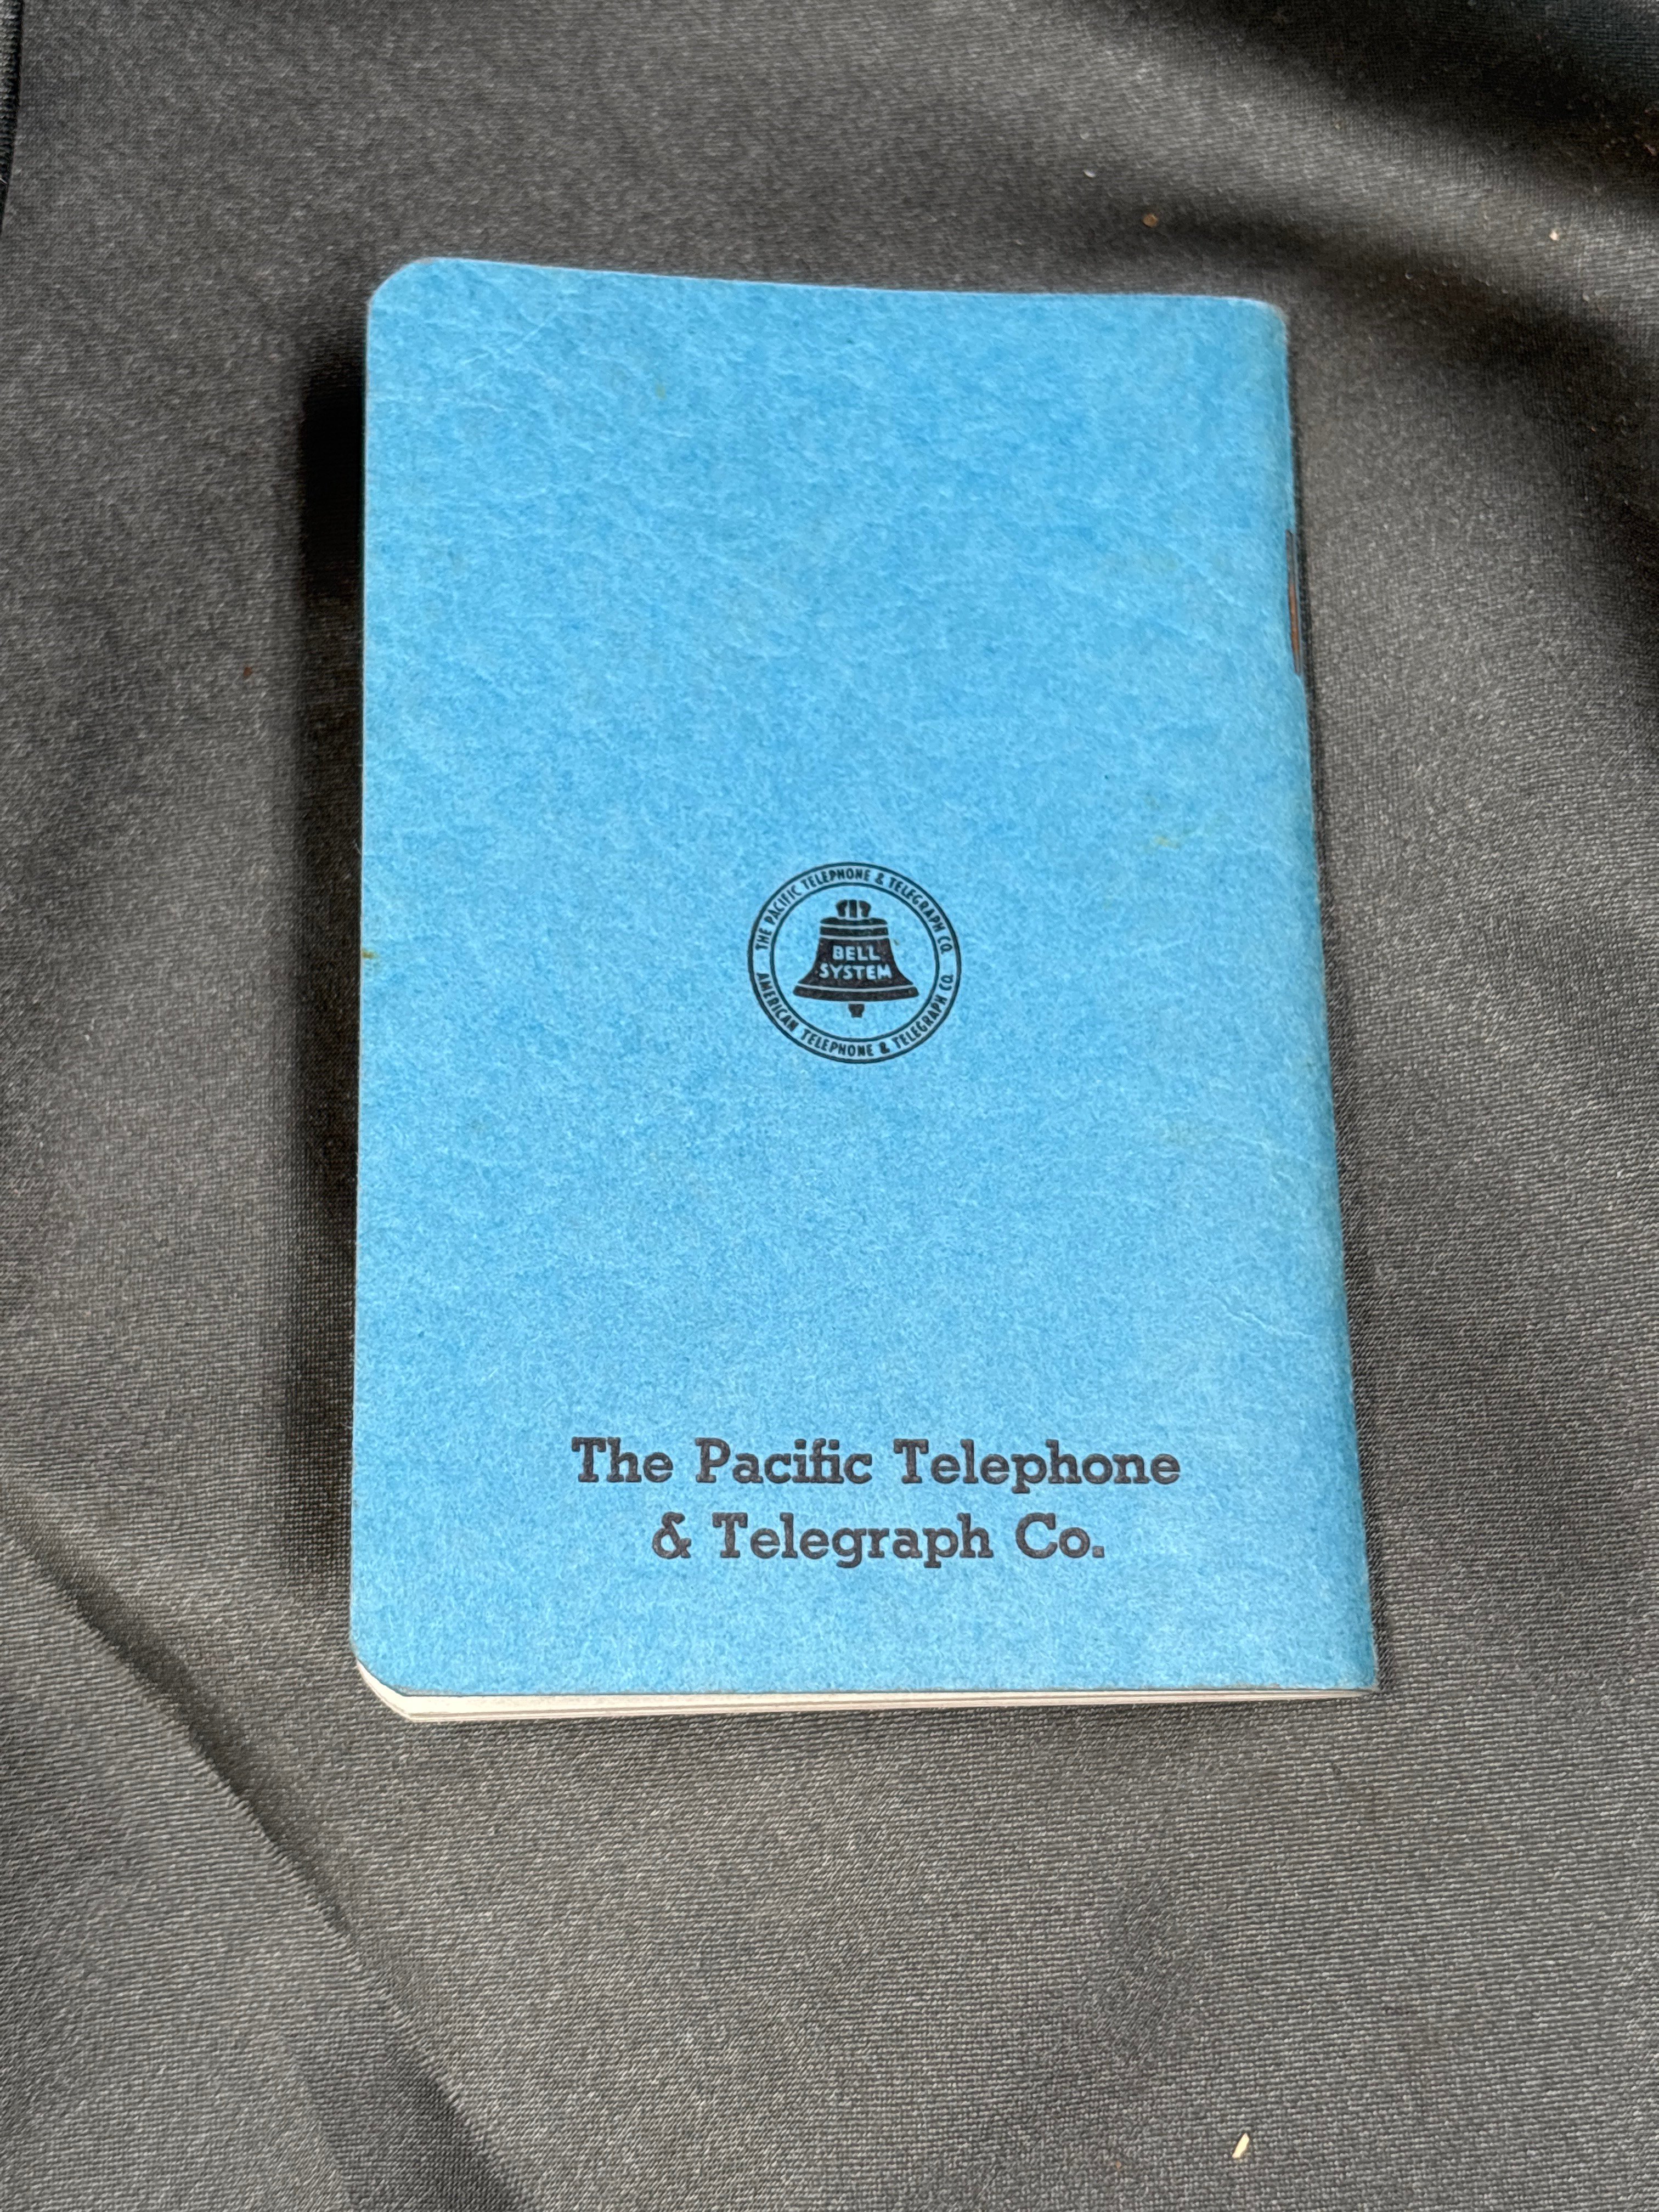 THE PACIFIC TELEPHONE & TELEGRAPH CO.
BELL
SYSTEM
AMERICAN TELEPHONE & TELEGRAPH CO.
The Pacific Telephone
& Telegraph Co.